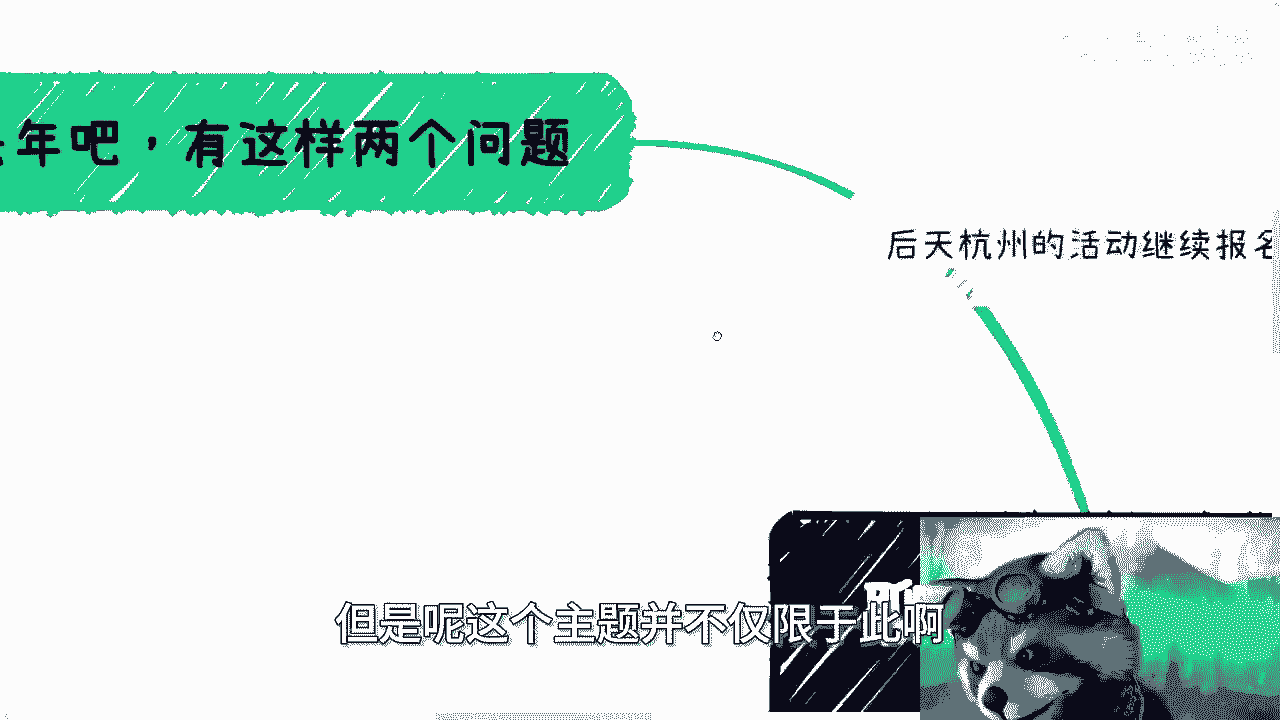 年吧，有这样两个问题
后天杭州的活动继续报名
但是呢这个主题并不仅限于此啊